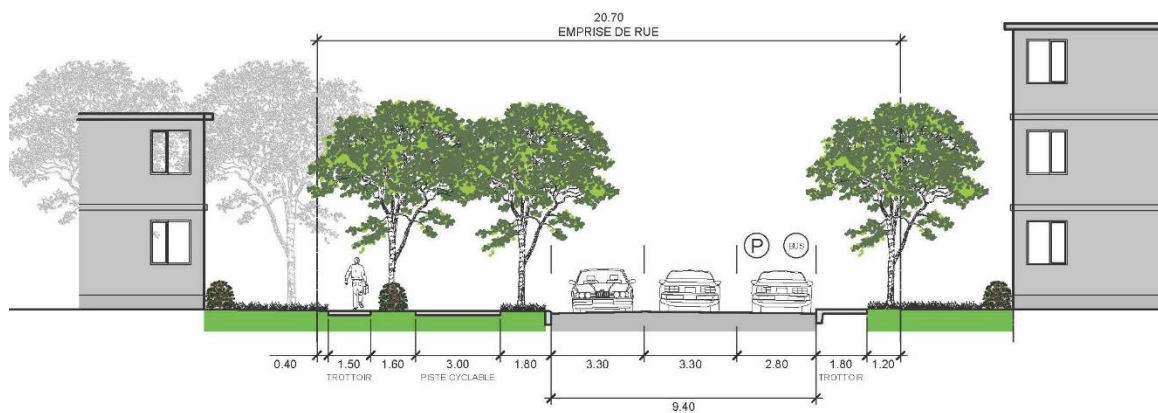 20.70
EMPRISE DE RUE
P BUS
0.40 1.50 1.60 3.00 1.80 3.30 3.30 2.80 1.80 1.20
TROTTOIR PISTE CYCLABLE TROTTOIR
9.40